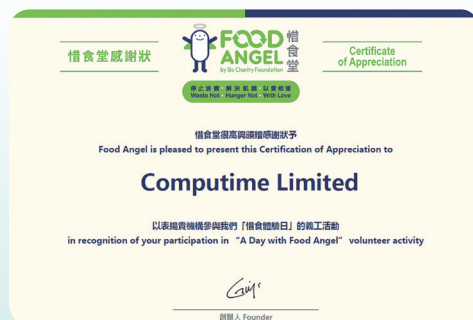 惜食堂感謝狀
FOOD
ANGEL
by Bo Charity Foundation
惜食堂
Certificate
of Appreciation
停止浪費 解決飢餓 以愛相連
Waste Not Hunger Not With Love
惜食堂很高興頒贈感謝狀予
Food Angel is pleased to present this Certification of Appreciation to
Computime Limited
以表揚貴機構參與我們「惜食體驗日」的義工活動
in recognition of your participation in “A Day with Food Angel” volunteer activity
創辦人 Founder